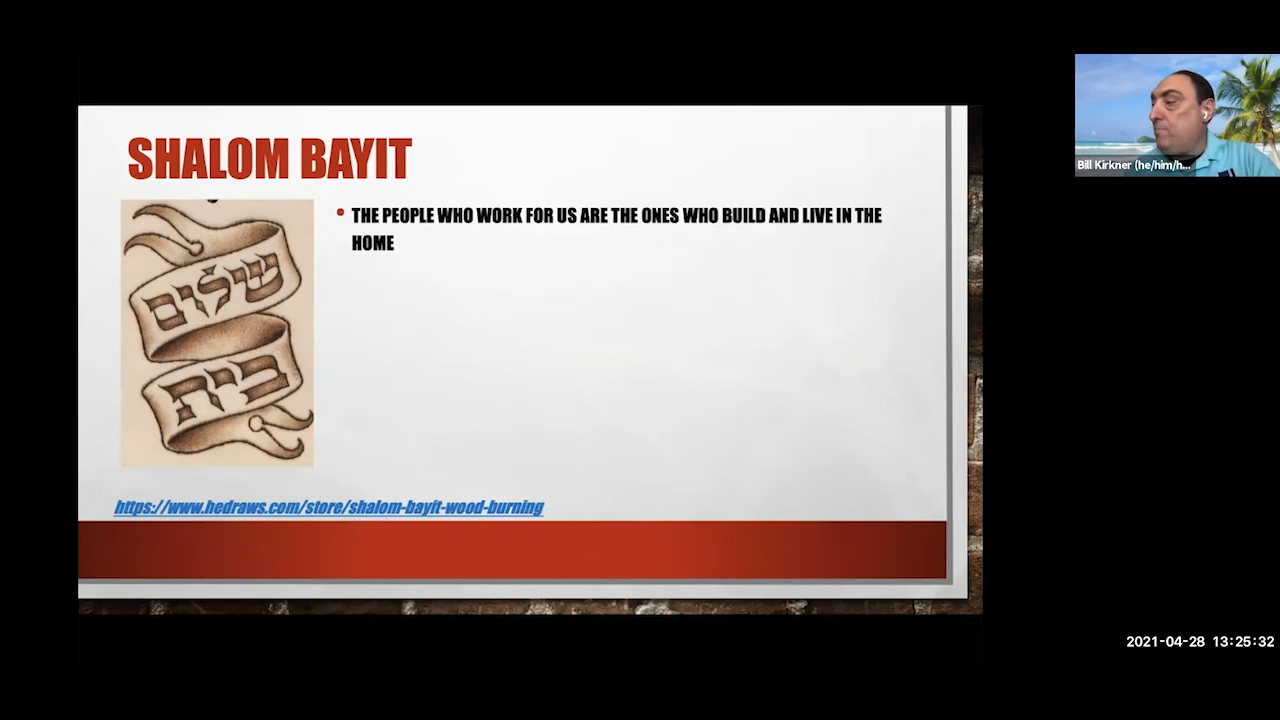 SHALOM BAYIT
שלום
בית
• THE PEOPLE WHO WORK FOR US ARE THE ONES WHO BUILD AND LIVE IN THE
HOME
https://www.hedraws.com/store/shalom-bayit-wood-burning
Bill Kirkner (he/him/h...
2021-04-28 13:25:32